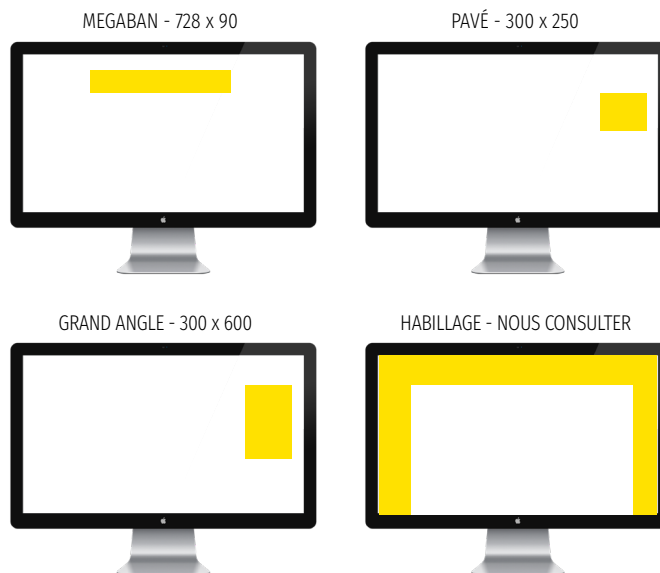 MEGABAN - 728 x 90
PAVÉ - 300 x 250
GRAND ANGLE - 300 x 600
HABILLAGE - NOUS CONSULTER